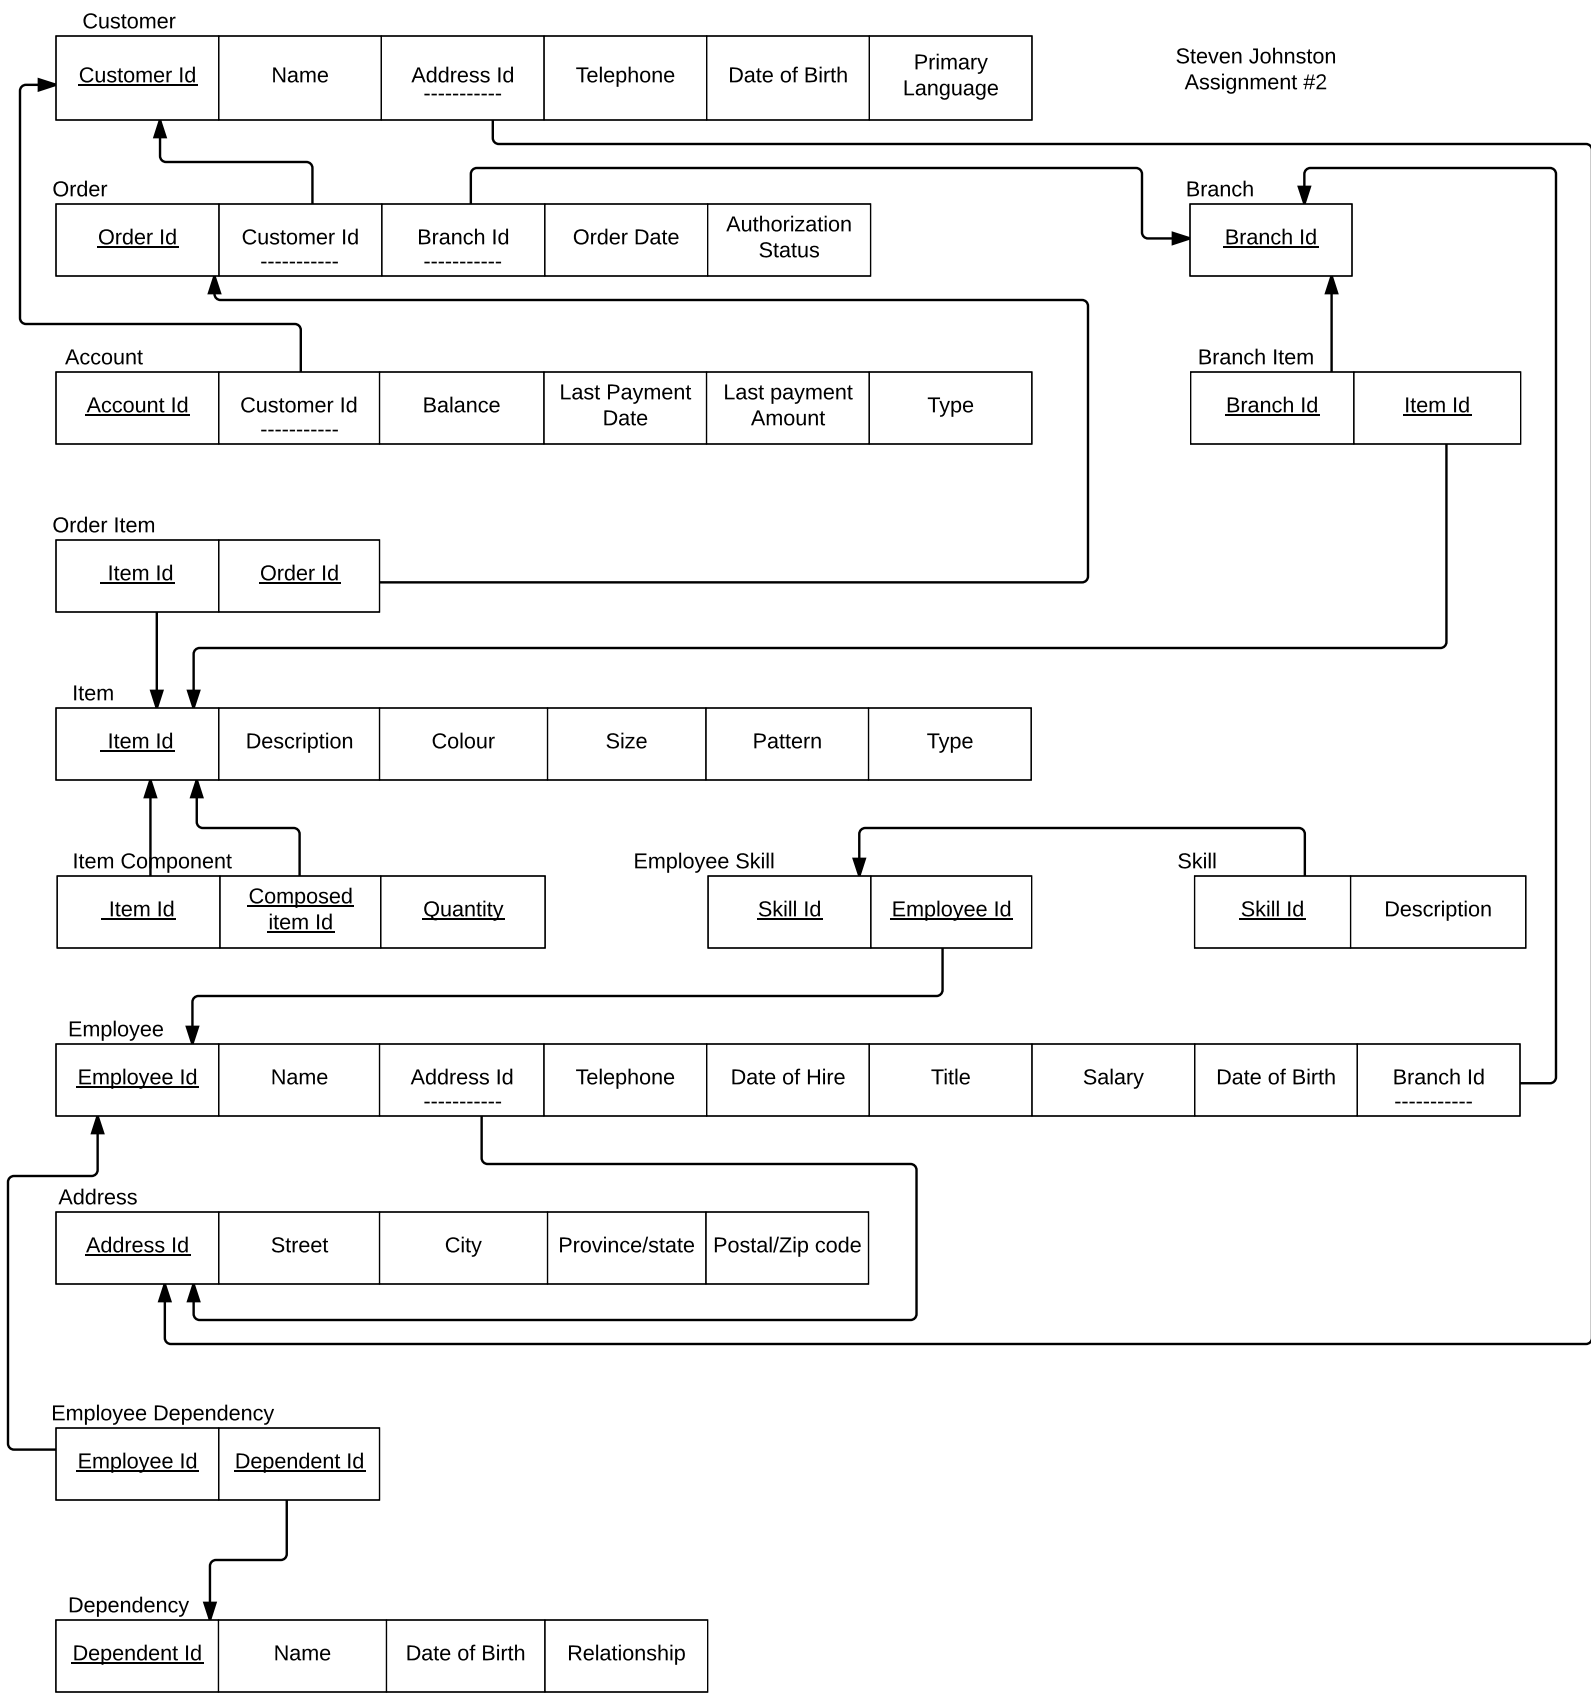 Customer
Customer Id
Name
Address Id
-----------
Telephone
Date of Birth
Primary
Language
Steven Johnston
Assignment #2
Order
Order Id
Customer Id
-----------
Branch Id
-----------
Order Date
Authorization
Status
Branch
Branch Id
Account
Account Id
Customer Id
-----------
Balance
Last Payment
Date
Last payment
Amount
Type
Branch Item
Branch Id
Item Id
Order Item
Item Id
Order Id
Item
Item Id
Description
Colour
Size
Pattern
Type
Item Component
Item Id
Composed
item Id
Quantity
Employee Skill
Skill Id
Employee Id
Skill
Skill Id
Description
Employee
Employee Id
Name
Address Id
-----------
Telephone
Date of Hire
Title
Salary
Date of Birth
Branch Id
-----------
Address
Address Id
Street
City
Province/state
Postal/Zip code
Employee Dependency
Employee Id
Dependent Id
Dependency
Dependent Id
Name
Date of Birth
Relationship